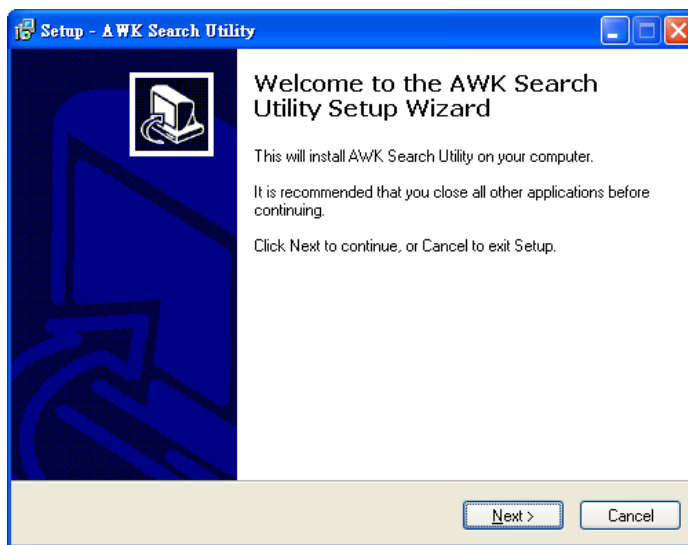 Setup - AWK Search Utility
Welcome to the AWK Search
Utility Setup Wizard
This will install AWK Search Utility on your computer.
It is recommended that you close all other applications before
continuing.
Click Next to continue, or Cancel to exit Setup.
Next >
Cancel